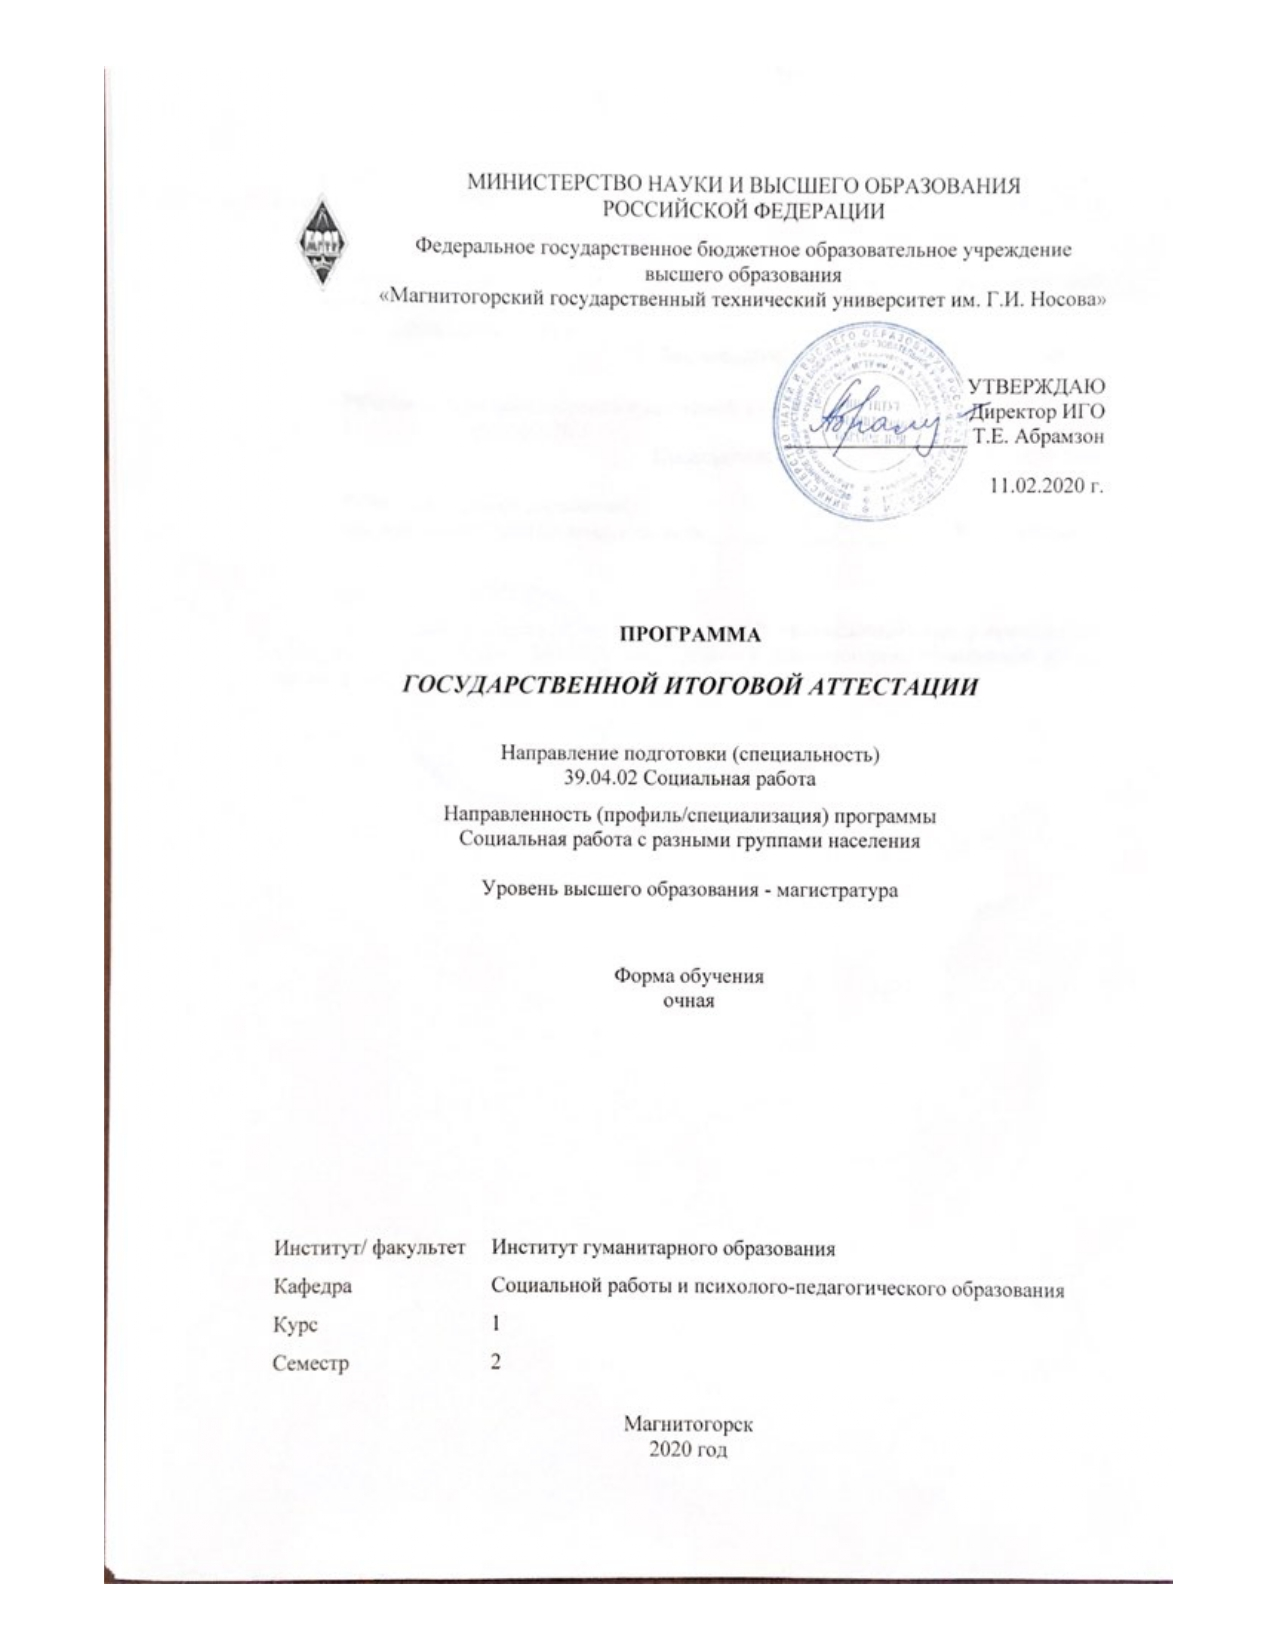 МИНИСТЕРСТВО НАУКИ И ВЫСШЕГО ОБРАЗОВАНИЯ
РОССИЙСКОЙ ФЕДЕРАЦИИ
МГТУ
Федеральное государственное бюджетное образовательное учреждение
высшего образования
«Магнитогорский государственный технический университет им. Г.И. Носова»
УТВЕРЖДАЮ
Директор ИГО
Т.Е. Абрамзон
11.02.2020 г.
ПРОГРАММА
ГОСУДАРСТВЕННОЙ ИТОГОВОЙ АТТЕСТАЦИИ
Направление подготовки (специальность)
39.04.02 Социальная работа
Направленность (профиль/специализация) программы
Социальная работа с разными группами населения
Уровень высшего образования - магистратура
Форма обучения
очная
Институт/ факультет Институт гуманитарного образования
Кафедра Социальной работы и психолого-педагогического образования
Курс 1
Семестр 2
Магнитогорск
2020 год